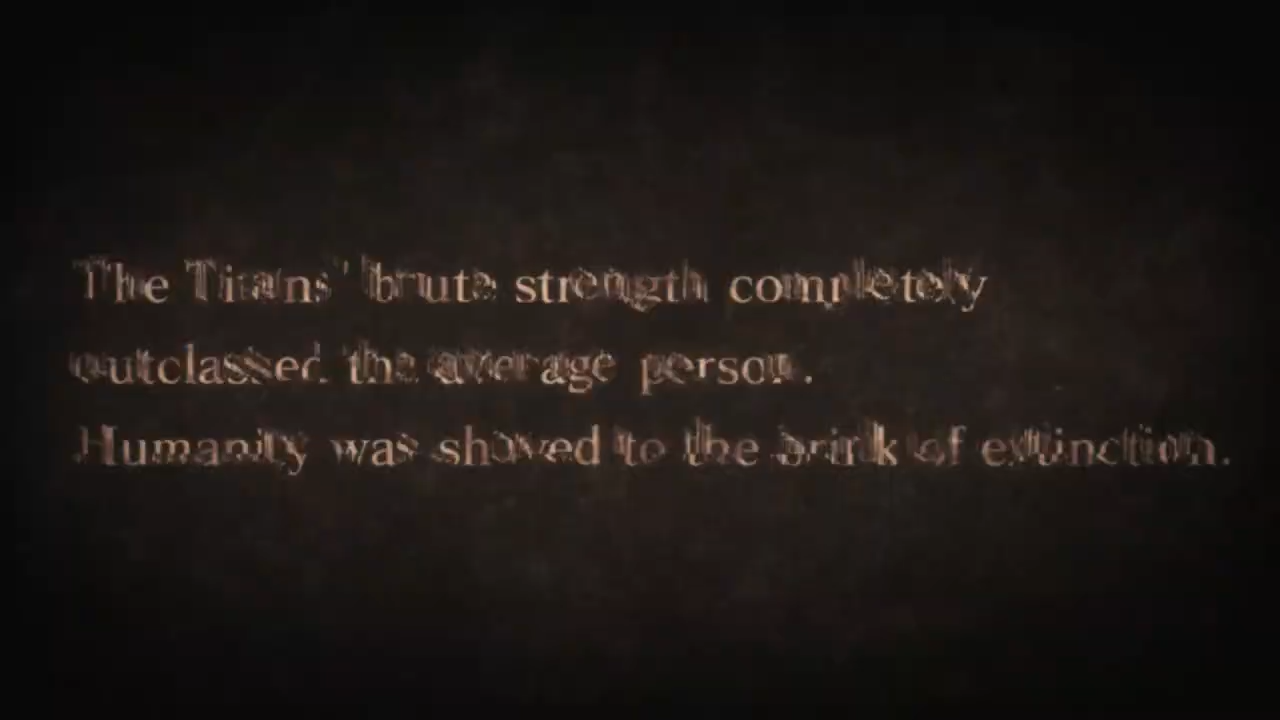 The Titans' brute strength completely
outclassed the average person.
Humanity was shoved to the brink of extinction.